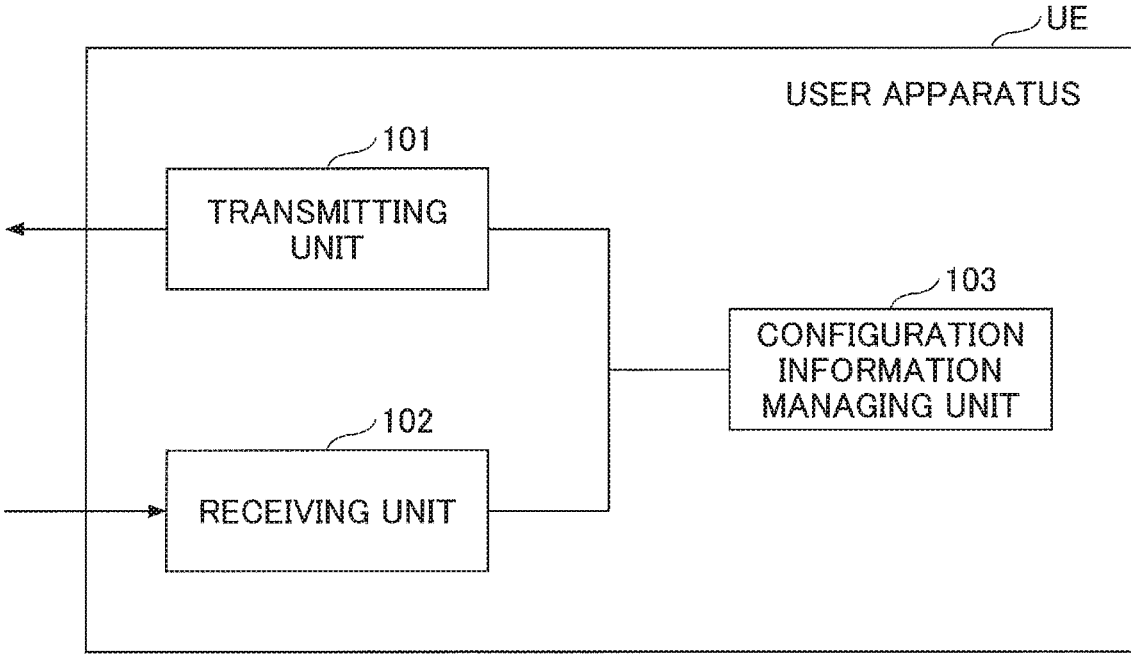 UE
USER APPARATUS
101
TRANSMITTING
UNIT
103
CONFIGURATION
INFORMATION
MANAGING UNIT
102
RECEIVING UNIT